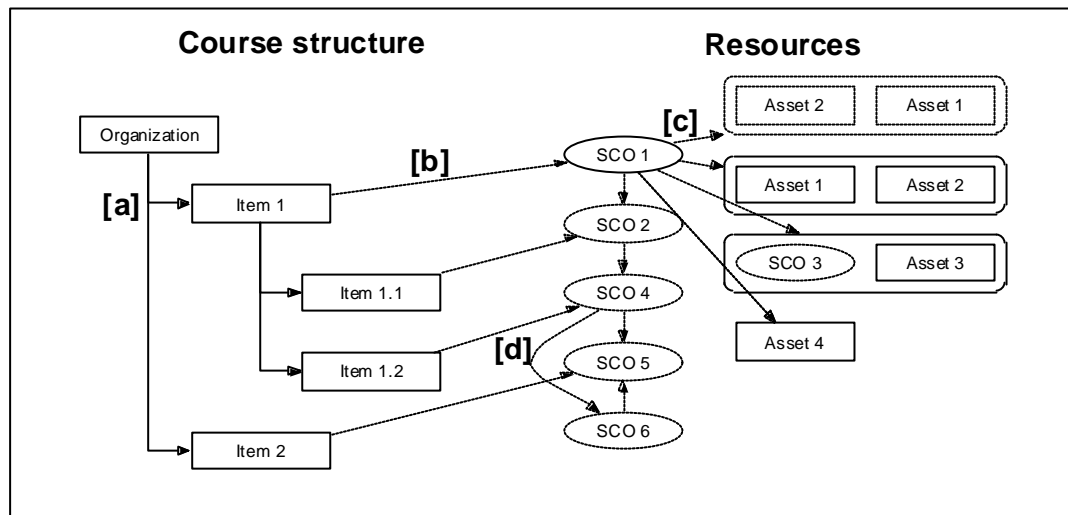 Course structure
Resources
Asset 2
Asset 1
Organization
[c]
[b]
SCO 1
[a]
Item 1
Asset 1
Asset 2
SCO 2
SCO 3
Asset 3
Item 1.1
SCO 4
Asset 4
[d]
Item 1.2
SCO 5
Item 2
SCO 6